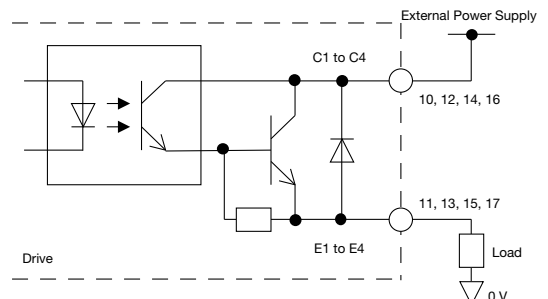 External Power Supply
C1 to C4
10, 12, 14, 16
11, 13, 15, 17
E1 to E4
Load
Drive
0 V